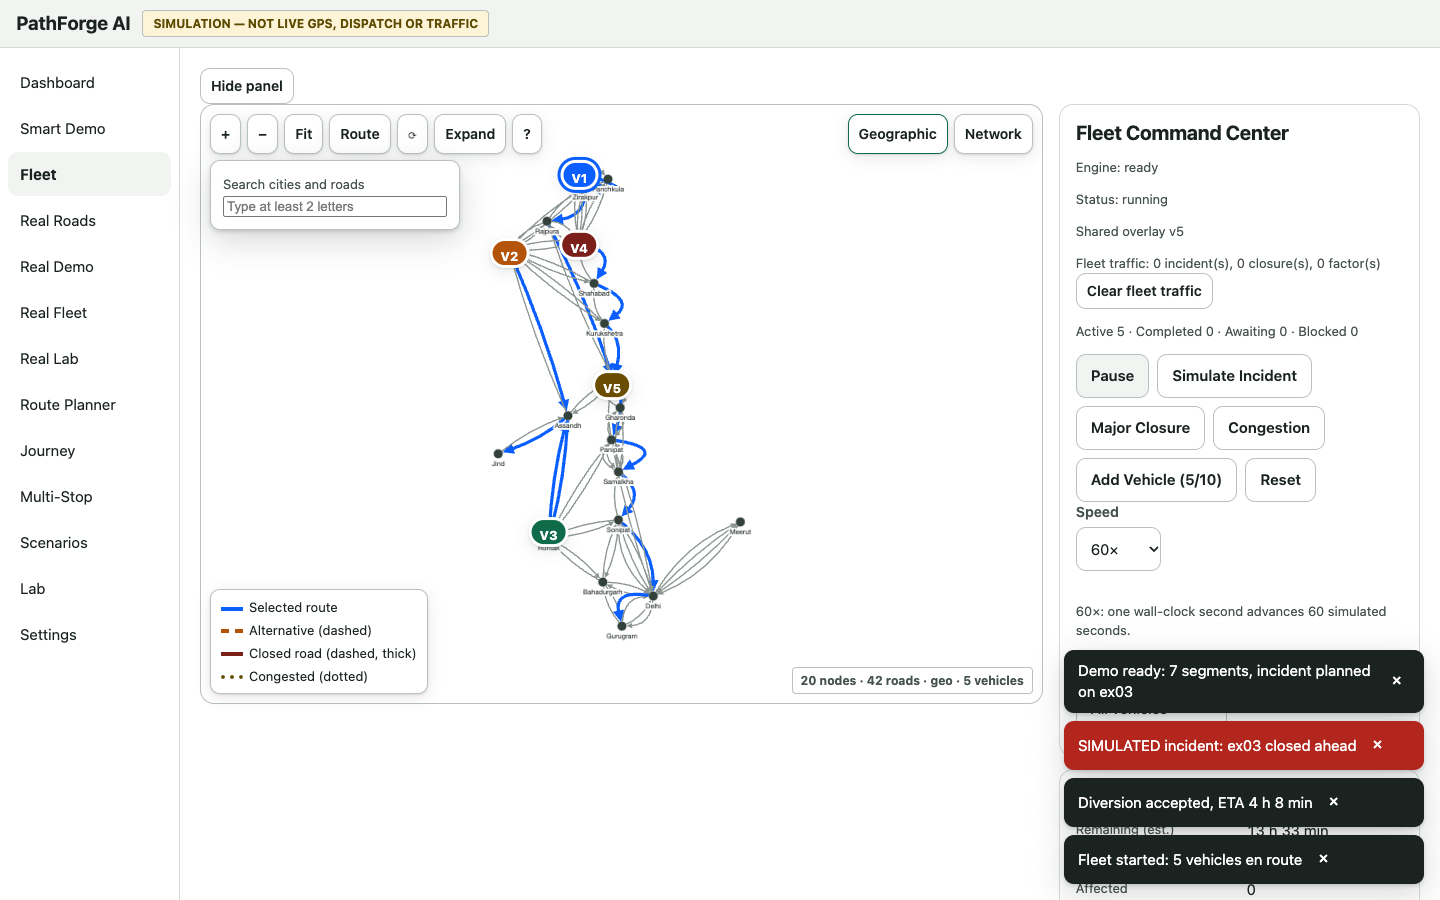 PathForge AI
SIMULATION — NOT LIVE GPS, DISPATCH OR TRAFFIC
Dashboard
Smart Demo
Fleet
Real Roads
Real Demo
Real Fleet
Real Lab
Route Planner
Journey
Multi-Stop
Scenarios
Lab
Settings
Hide panel
+
−
Fit
Route
⟳
Expand
?
Geographic
Network
Search cities and roads
Type at least 2 letters
V1
Panchkula
Zirakpur
Rajpura
V2
V4
Shahabad
Kurukshetra
V5
Gharonda
Assandh
Panipat
Jind
Samalkha
V3
Rohtak
Sonipat
Meerut
Bahadurgarh
Delhi
Gurugram
Selected route
Alternative (dashed)
Closed road (dashed, thick)
Congested (dotted)
20 nodes · 42 roads · geo · 5 vehicles
Fleet Command Center
Engine: ready
Status: running
Shared overlay v5
Fleet traffic: 0 incident(s), 0 closure(s), 0 factor(s)
Clear fleet traffic
Active 5 · Completed 0 · Awaiting 0 · Blocked 0
Pause
Simulate Incident
Major Closure
Congestion
Add Vehicle (5/10)
Reset
Speed
60×
60×: one wall-clock second advances 60 simulated
seconds.
Demo ready: 7 segments, incident planned
on ex03
×
SIMULATED incident: ex03 closed ahead
×
Diversion accepted, ETA 4 h 8 min
×
Remaining (est.)
13 h 33 min
Fleet started: 5 vehicles en route
×
Affected
0